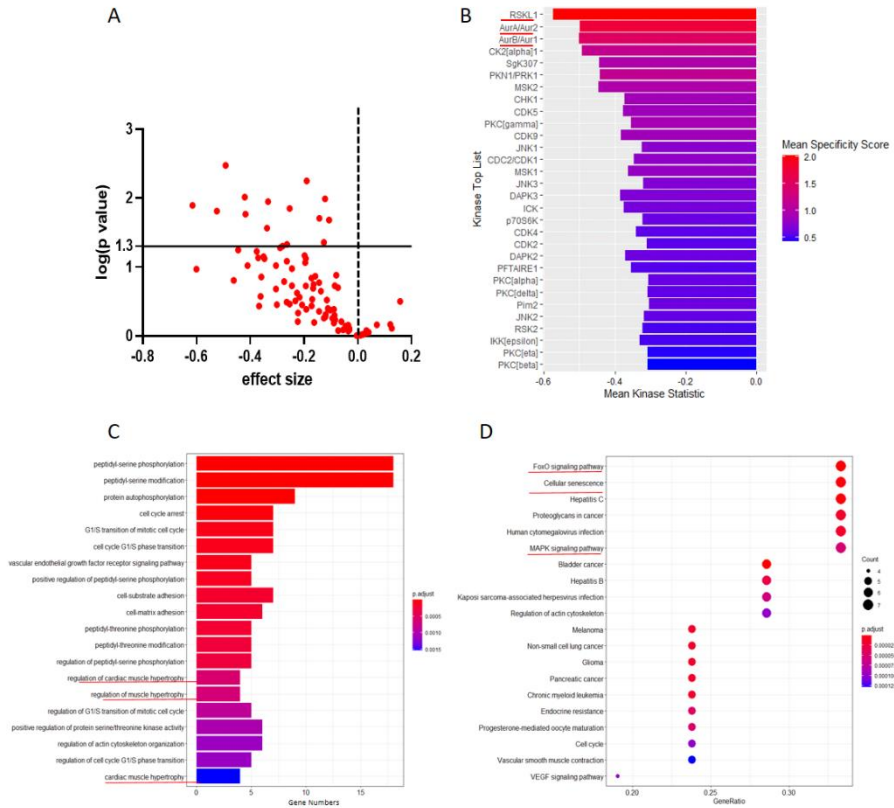 A
3
2
1.3
1
0
log(p value)
-0.8
-0.6
-0.4
-0.2
0.0
0.2
effect size
B
RSKL1
AurA/Aur2
AurB/Aur1
CK2[alpha]1
SgK307
PKN1/PRK1
MSK2
CHK1
CDK5
PKC[gamma]
CDK9
JNK1
CDC2/CDK1
MSK1
JNK3
DAPK3
ICK
p70S6K
CDK4
CDK2
DAPK2
PFTAIRE1
PKC[alpha]
PKC[delta]
Pim2
JNK2
RSK2
IKK[epsilon]
PKC[eta]
PKC[beta]
Kinase Top List
-0.6
-0.4
-0.2
0.0
Mean Kinase Statistic
Mean Specificity Score
2.0
1.5
1.0
0.5
C
peptidyl-serine phosphorylation
peptidyl-serine modification
protein autophosphorylation
cell cycle arrest
G1/S transition of mitotic cell cycle
cell cycle G1/S phase transition
vascular endothelial growth factor receptor signaling pathway
positive regulation of peptidyl-serine phosphorylation
cell-substrate adhesion
cell-matrix adhesion
peptidyl-threonine phosphorylation
peptidyl-threonine modification
regulation of peptidyl-serine phosphorylation
regulation of cardiac muscle hypertrophy
regulation of muscle hypertrophy
regulation of G1/S transition of mitotic cell cycle
positive regulation of protein serine/threonine kinase activity
regulation of actin cytoskeleton organization
regulation of cell cycle G1/S phase transition
cardiac muscle hypertrophy
0
5
10
15
Gene Numbers
p.adjust
0.0005
0.0010
0.0015
D
FoxO signaling pathway
Cellular senescence
Hepatitis C
Proteoglycans in cancer
Human cytomegalovirus infection
MAPK signaling pathway
Bladder cancer
Hepatitis B
Kaposi sarcoma-associated herpesvirus infection
Regulation of actin cytoskeleton
Melanoma
Non-small cell lung cancer
Glioma
Pancreatic cancer
Chronic myeloid leukemia
Endocrine resistance
Progesterone-mediated oocyte maturation
Cell cycle
Vascular smooth muscle contraction
VEGF signaling pathway
0.20
0.25
0.30
GeneRatio
Count
4
5
6
7
p.adjust
0.00002
0.00005
0.00007
0.00010
0.00012